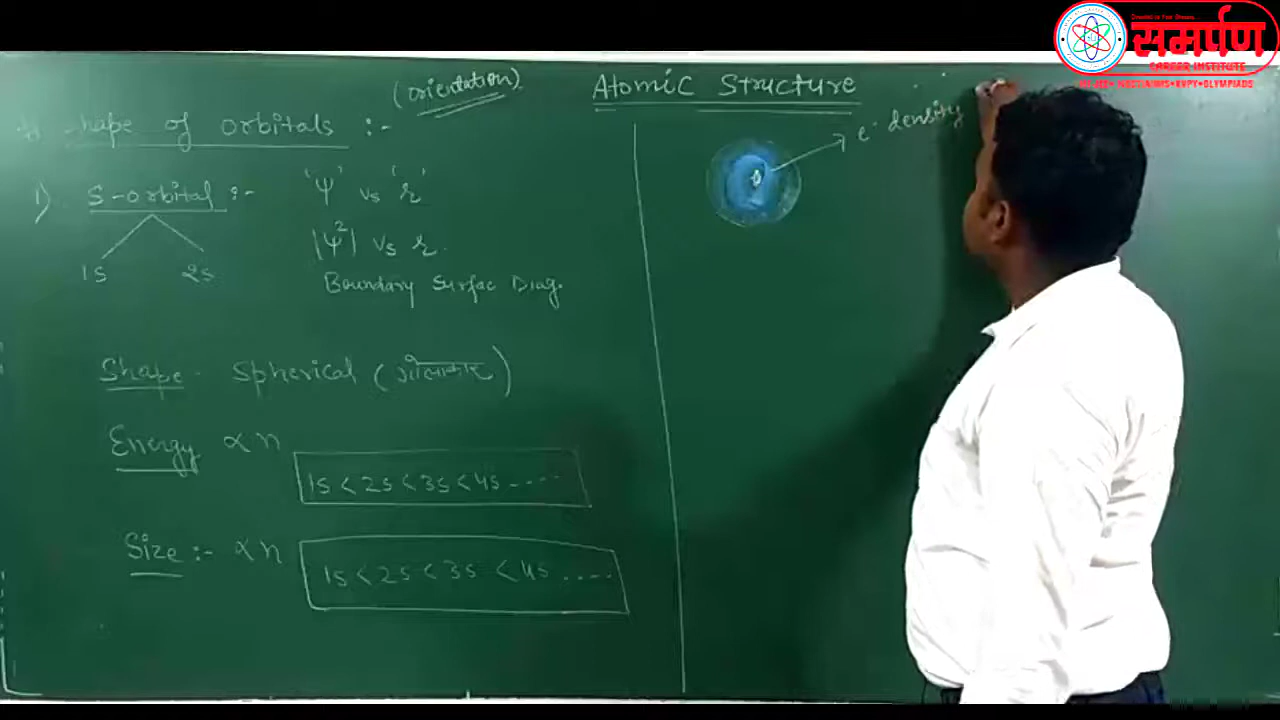 समर्पण
CAREER INSTITUTE
(orientation)
Atomic Structure
Shape of orbitals :-
e⁻ density
1) S-orbital :-
'ψ' vs 'r'
1s 2s
|ψ²| vs r.
Boundary Surfac Diag.
Shape - Spherical (गोलाकार)
Energy ∝ n
1s < 2s < 3s < 4s ----
Size :- ∝ n
1s < 2s < 3s < 4s ....